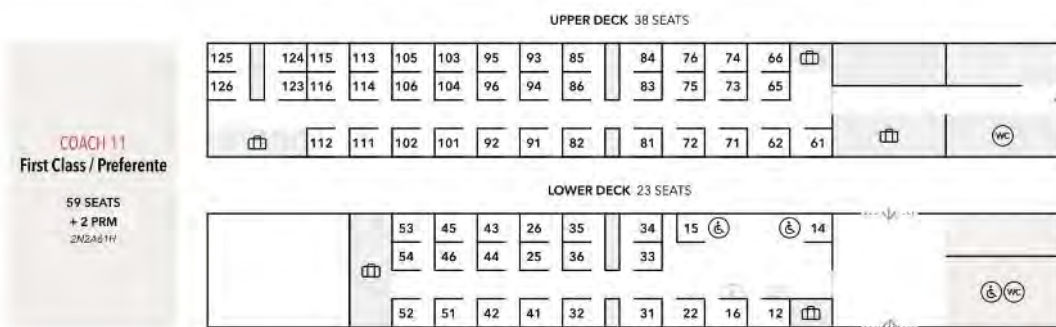 UPPER DECK 38 SEATS
125 124 115 113 105 103 95 93 85 84 76 74 66
126 123 116 114 106 104 96 94 86 83 75 73 65
112 111 102 101 92 91 82 81 72 71 62 61
WC
COACH 11
First Class / Preferente
59 SEATS
+ 2 PRM
2N2A61H
LOWER DECK 23 SEATS
53 45 43 26 35 34 15 14
54 46 44 25 36 33
WC
52 51 42 41 32 31 22 16 12